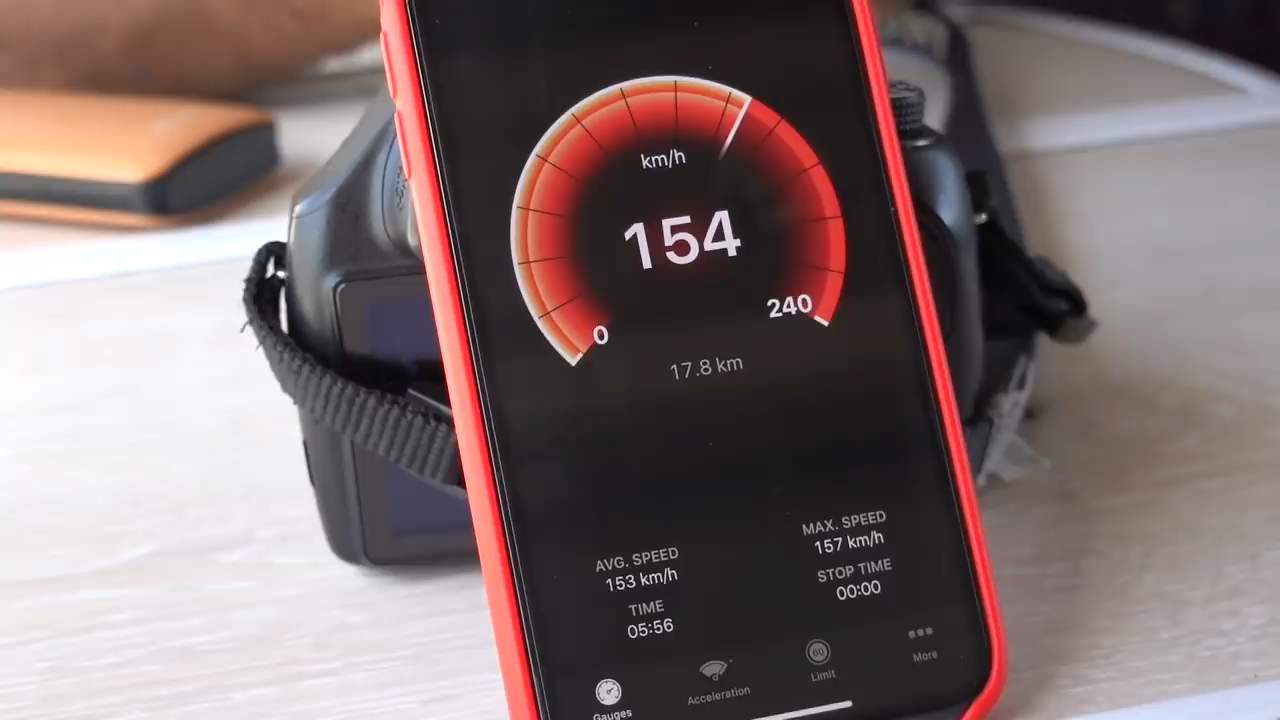 km/h
154
0
240
17.8 km
AVG. SPEED
153 km/h
TIME
05:56
MAX. SPEED
157 km/h
STOP TIME
00:00
Gauges
Acceleration
60
Limit
More